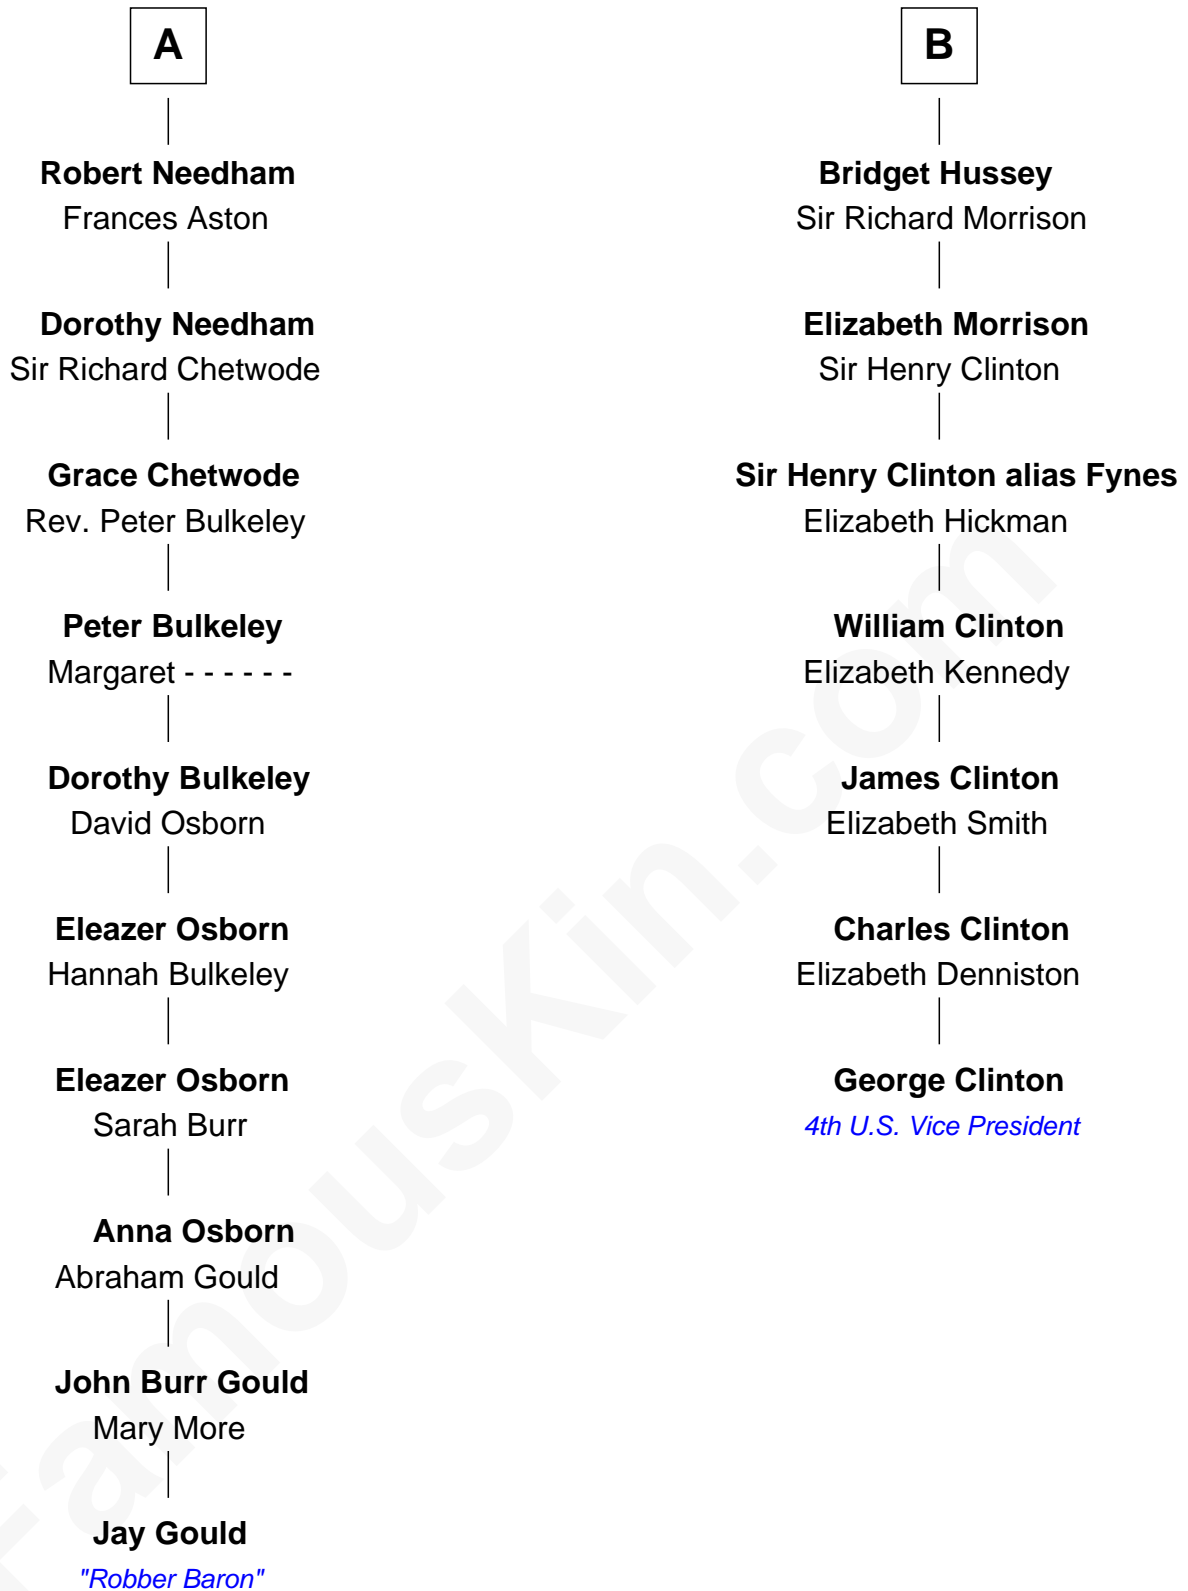 A
Robert Needham
Frances Aston
Dorothy Needham
Sir Richard Chetwode
Grace Chetwode
Rev. Peter Bulkeley
Peter Bulkeley
Margaret - - - - - -
Dorothy Bulkeley
David Osborn
Eleazer Osborn
Hannah Bulkeley
Eleazer Osborn
Sarah Burr
Anna Osborn
Abraham Gould
John Burr Gould
Mary More
Jay Gould
"Robber Baron"
B
Bridget Hussey
Sir Richard Morrison
Elizabeth Morrison
Sir Henry Clinton
Sir Henry Clinton alias Fynes
Elizabeth Hickman
William Clinton
Elizabeth Kennedy
James Clinton
Elizabeth Smith
Charles Clinton
Elizabeth Denniston
George Clinton
4th U.S. Vice President
FamousKin.com